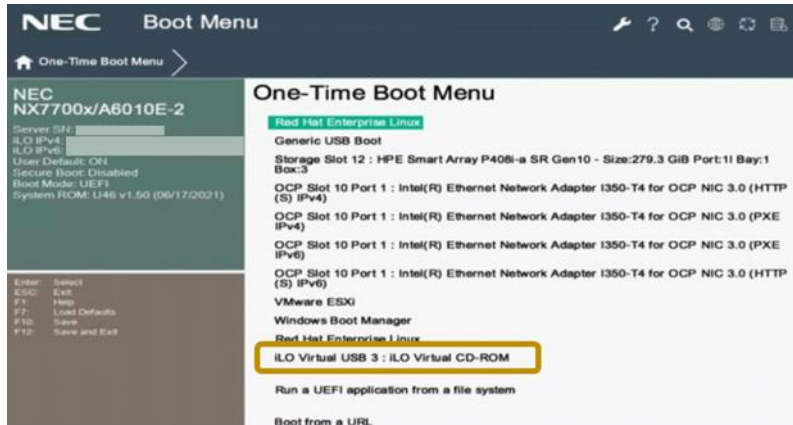 NEC Boot Menu
One-Time Boot Menu
NEC
NX7700x/A6010E-2
Server SN:
iLO IPv4:
iLO IPv6:
User Default: ON
Secure Boot: Disabled
Boot Mode: UEFI
System ROM: U46 v1.50 (06/17/2021)
Enter: Select
ESC: Exit
F1: Help
F7: Load Defaults
F10: Save
F12: Save and Exit
One-Time Boot Menu
Red Hat Enterprise Linux
Generic USB Boot
Storage Slot 12 : HPE Smart Array P408i-a SR Gen10 - Size:279.3 GiB Port:1I Bay:1
Box:3
OCP Slot 10 Port 1 : Intel(R) Ethernet Network Adapter I350-T4 for OCP NIC 3.0 (HTTP
(S) IPv4)
OCP Slot 10 Port 1 : Intel(R) Ethernet Network Adapter I350-T4 for OCP NIC 3.0 (PXE
IPv4)
OCP Slot 10 Port 1 : Intel(R) Ethernet Network Adapter I350-T4 for OCP NIC 3.0 (PXE
IPv6)
OCP Slot 10 Port 1 : Intel(R) Ethernet Network Adapter I350-T4 for OCP NIC 3.0 (HTTP
(S) IPv6)
VMware ESXi
Windows Boot Manager
Red Hat Enterprise Linux
iLO Virtual USB 3 : iLO Virtual CD-ROM
Run a UEFI application from a file system
Boot from a URL